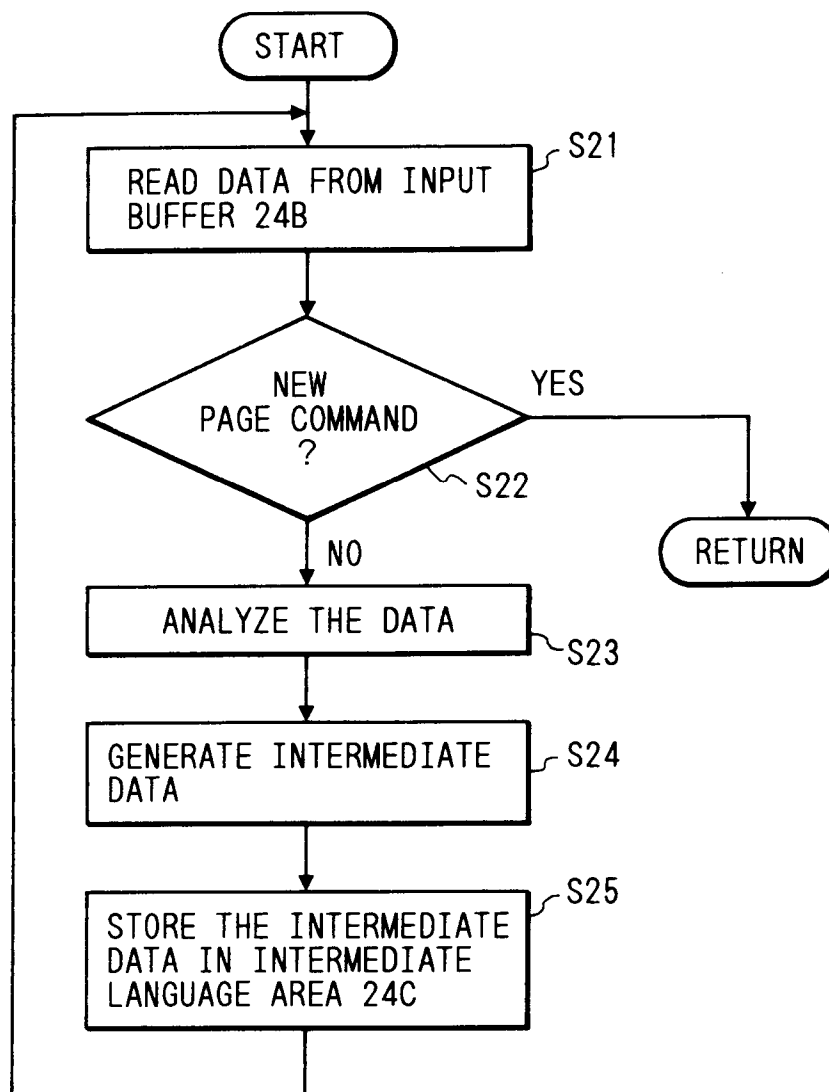 START
S21
READ DATA FROM INPUT
BUFFER 24B
NEW
PAGE COMMAND
?
YES
S22
NO
RETURN
ANALYZE THE DATA
S23
GENERATE INTERMEDIATE
DATA
S24
S25
STORE THE INTERMEDIATE
DATA IN INTERMEDIATE
LANGUAGE AREA 24C